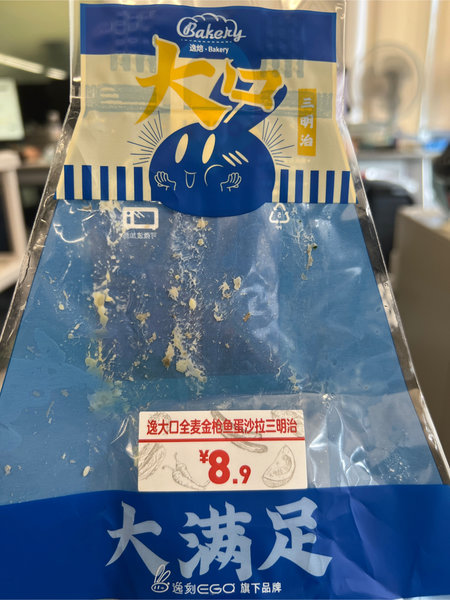 Bakery
逸焙·Bakery
大口
三明治
逸大口全麦金枪鱼蛋沙拉三明治
¥8.9
大满足
逸刻EGO 旗下品牌